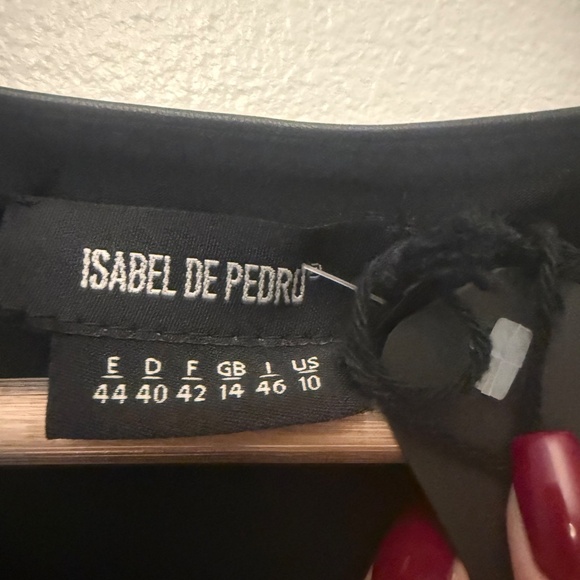 ISABEL DE PEDRO
E D F GB I US
44 40 42 14 46 10